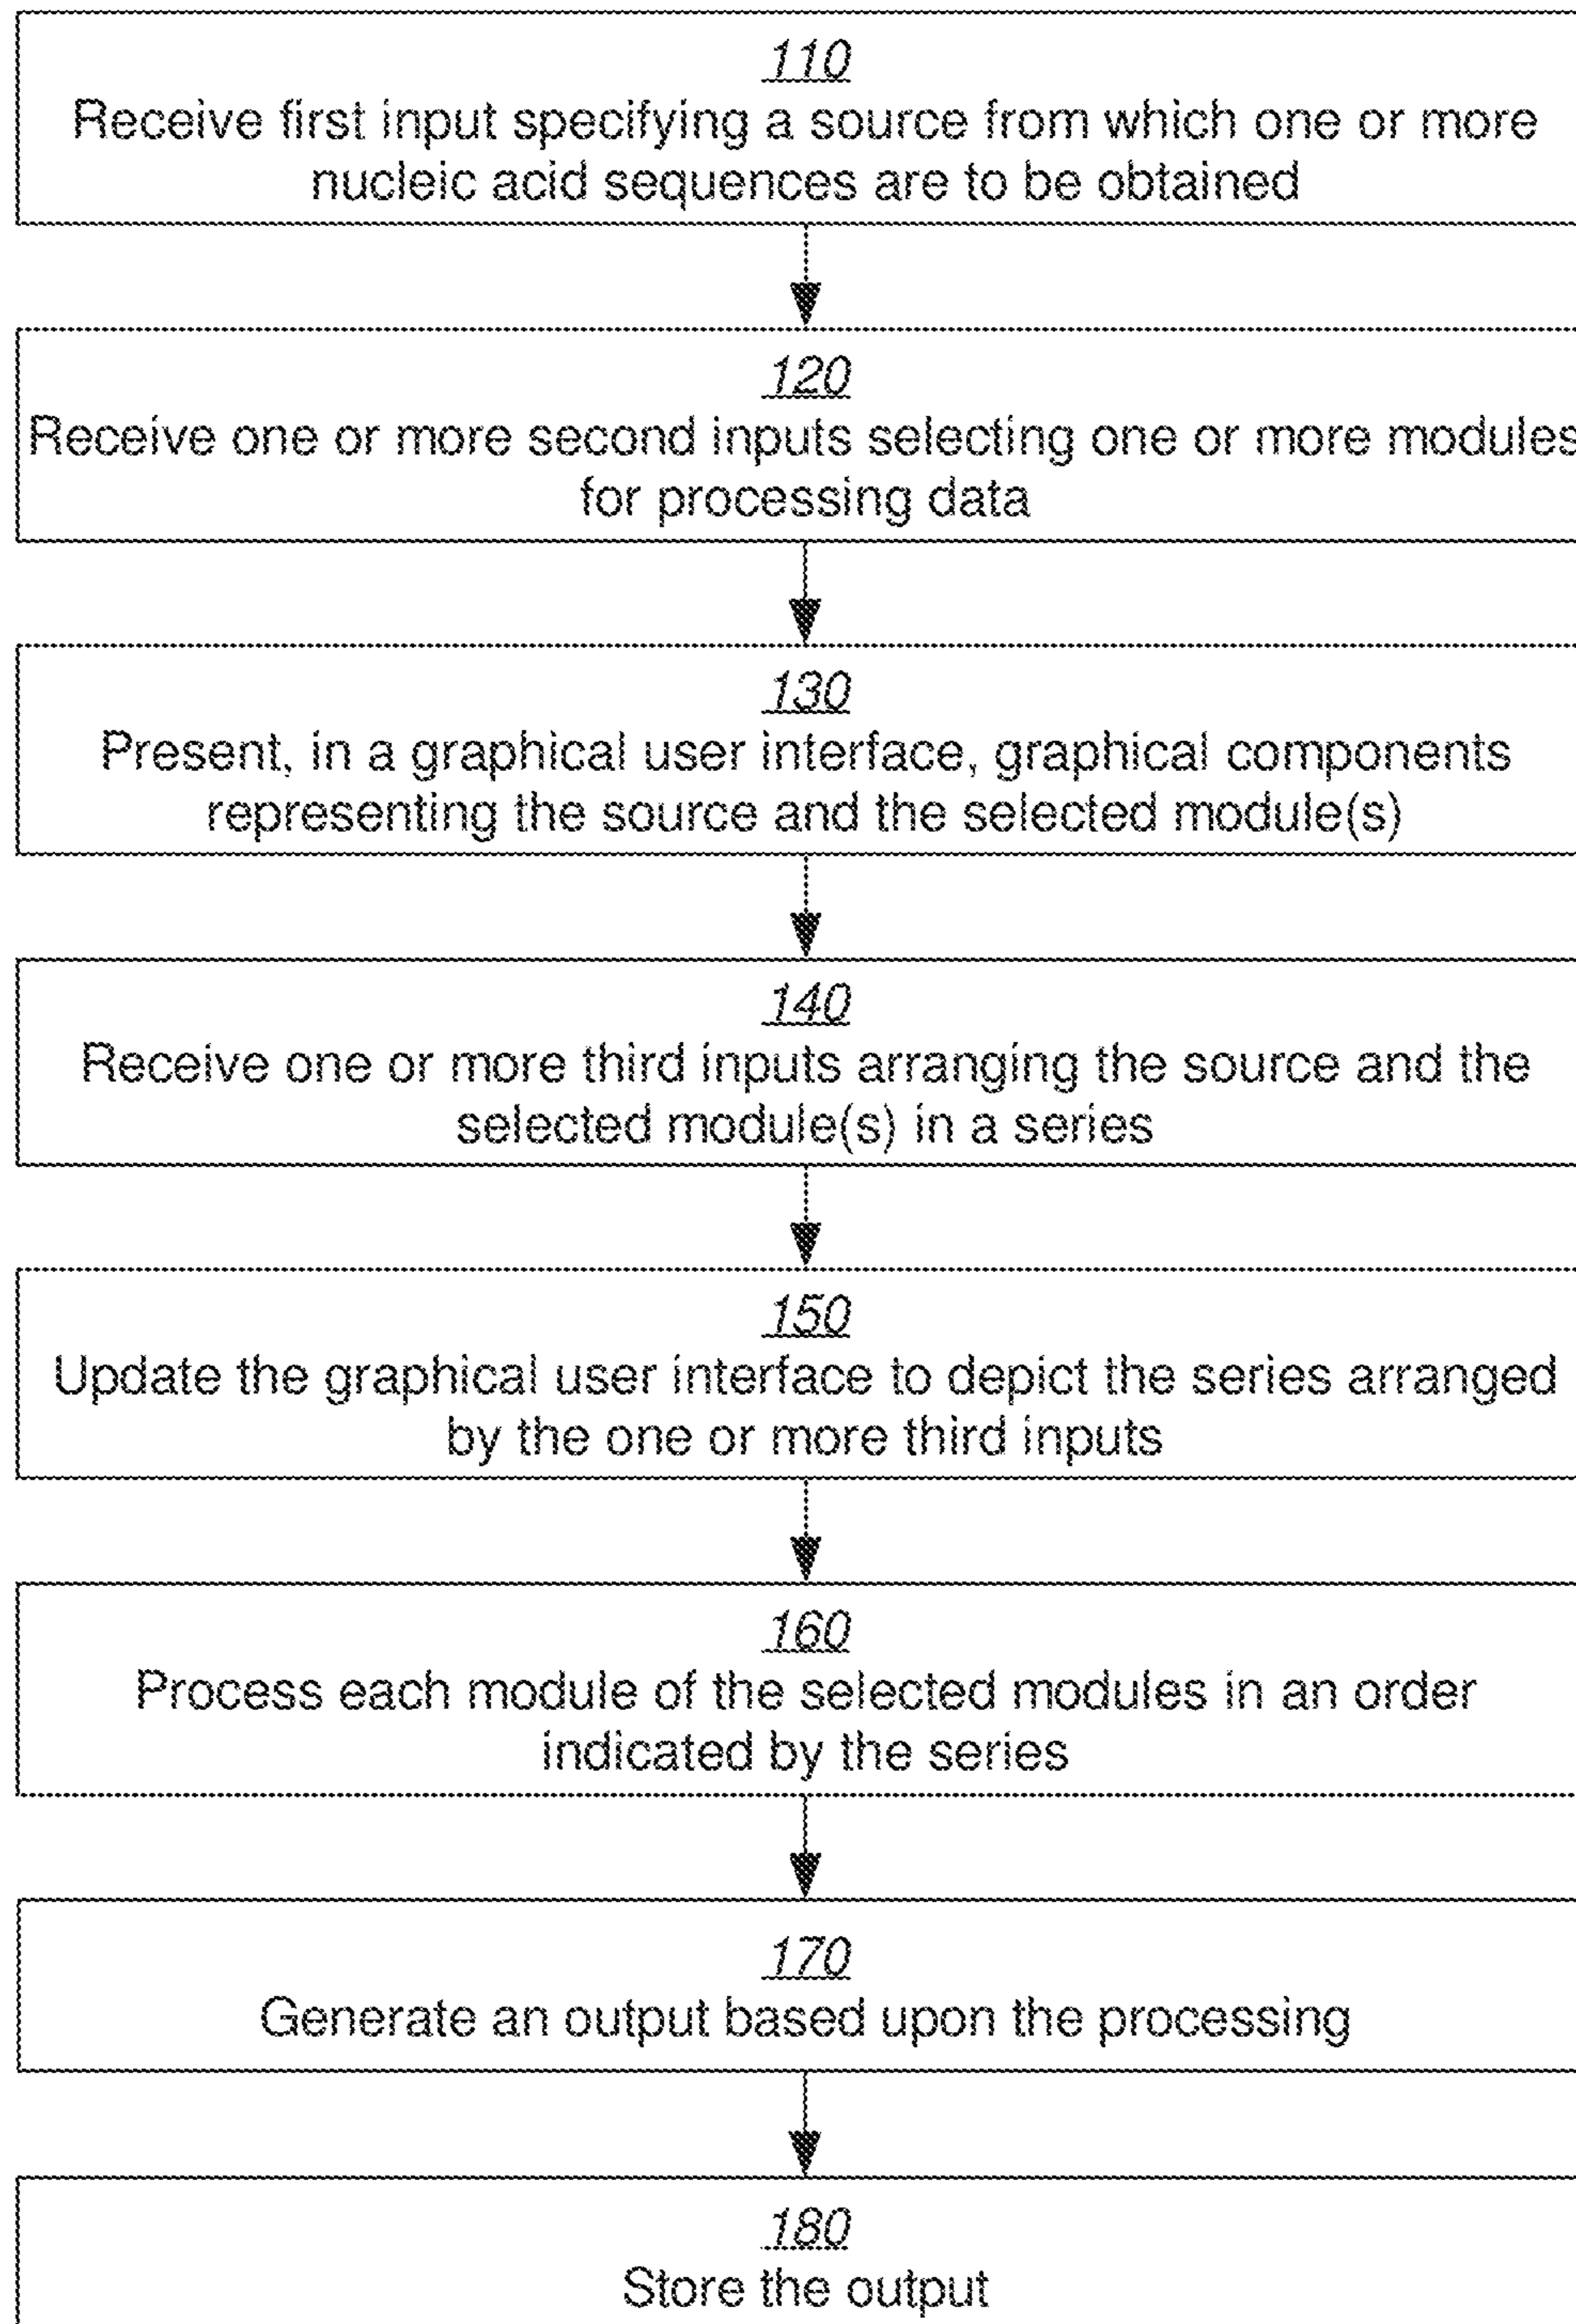 110
Receive first input specifying a source from which one or more
nucleic acid sequences are to be obtained
120
Receive one or more second inputs selecting one or more modules
for processing data
130
Present, in a graphical user interface, graphical components
representing the source and the selected module(s)
140
Receive one or more third inputs arranging the source and the
selected module(s) in a series
150
Update the graphical user interface to depict the series arranged
by the one or more third inputs
160
Process each module of the selected modules in an order
indicated by the series
170
Generate an output based upon the processing
180
Store the output